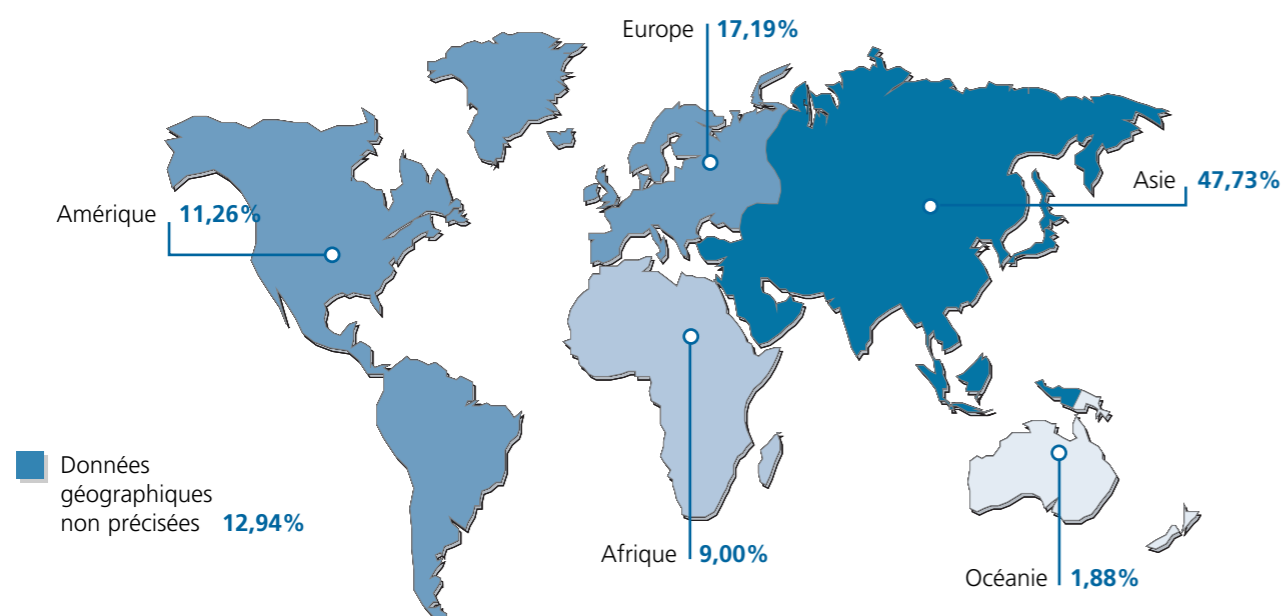 Europe 17,19%
Asie 47,73%
Amérique 11,26%
Données
géographiques
non précisées 12,94%
Afrique 9,00%
Océanie 1,88%